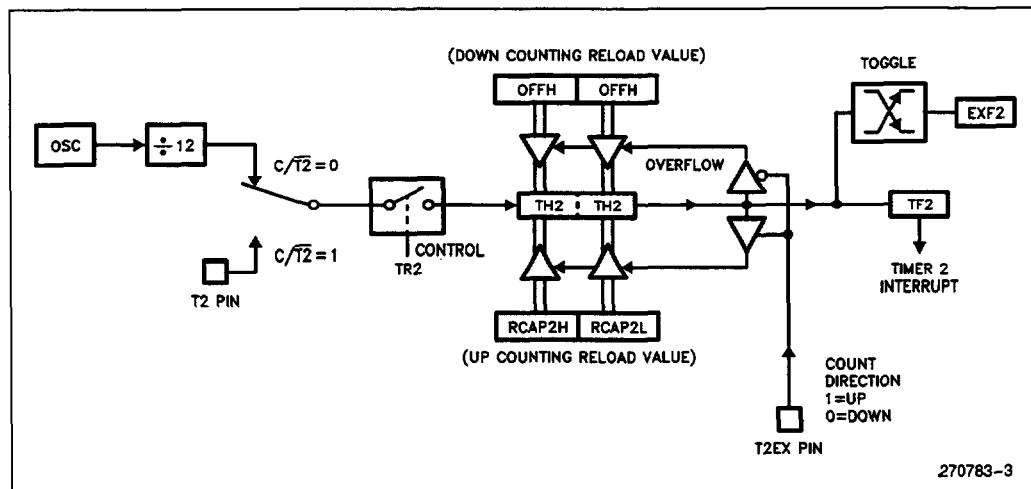 (DOWN COUNTING RELOAD VALUE)
OFFH OFFH
TOGGLE
EXF2
OSC
÷12
C/T2̅=0
OVERFLOW
TH2 TH2
TF2
CONTROL
TR2
C/T2̅=1
T2 PIN
TIMER 2
INTERRUPT
RCAP2H RCAP2L
(UP COUNTING RELOAD VALUE)
COUNT
DIRECTION
1=UP
0=DOWN
T2EX PIN
270783-3